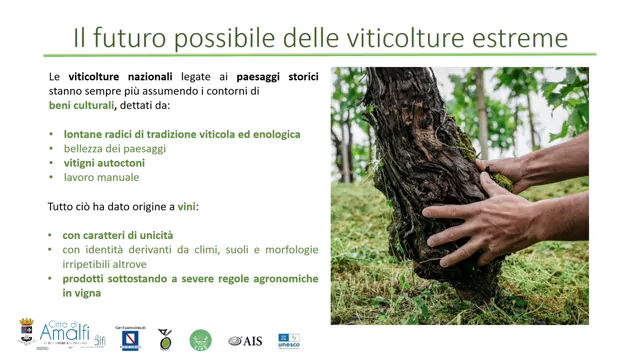 Il futuro possibile delle viticolture estreme
Le viticolture nazionali legate ai paesaggi storici
stanno sempre più assumendo i contorni di
beni culturali, dettati da:
• lontane radici di tradizione viticola ed enologica
• bellezza dei paesaggi
• vitigni autoctoni
• lavoro manuale
Tutto ciò ha dato origine a vini:
• con caratteri di unicità
• con identità derivanti da climi, suoli e morfologie
irripetibili altrove
• prodotti sottostando a severe regole agronomiche
in vigna
Città di
Amalfi
AIS
unesco